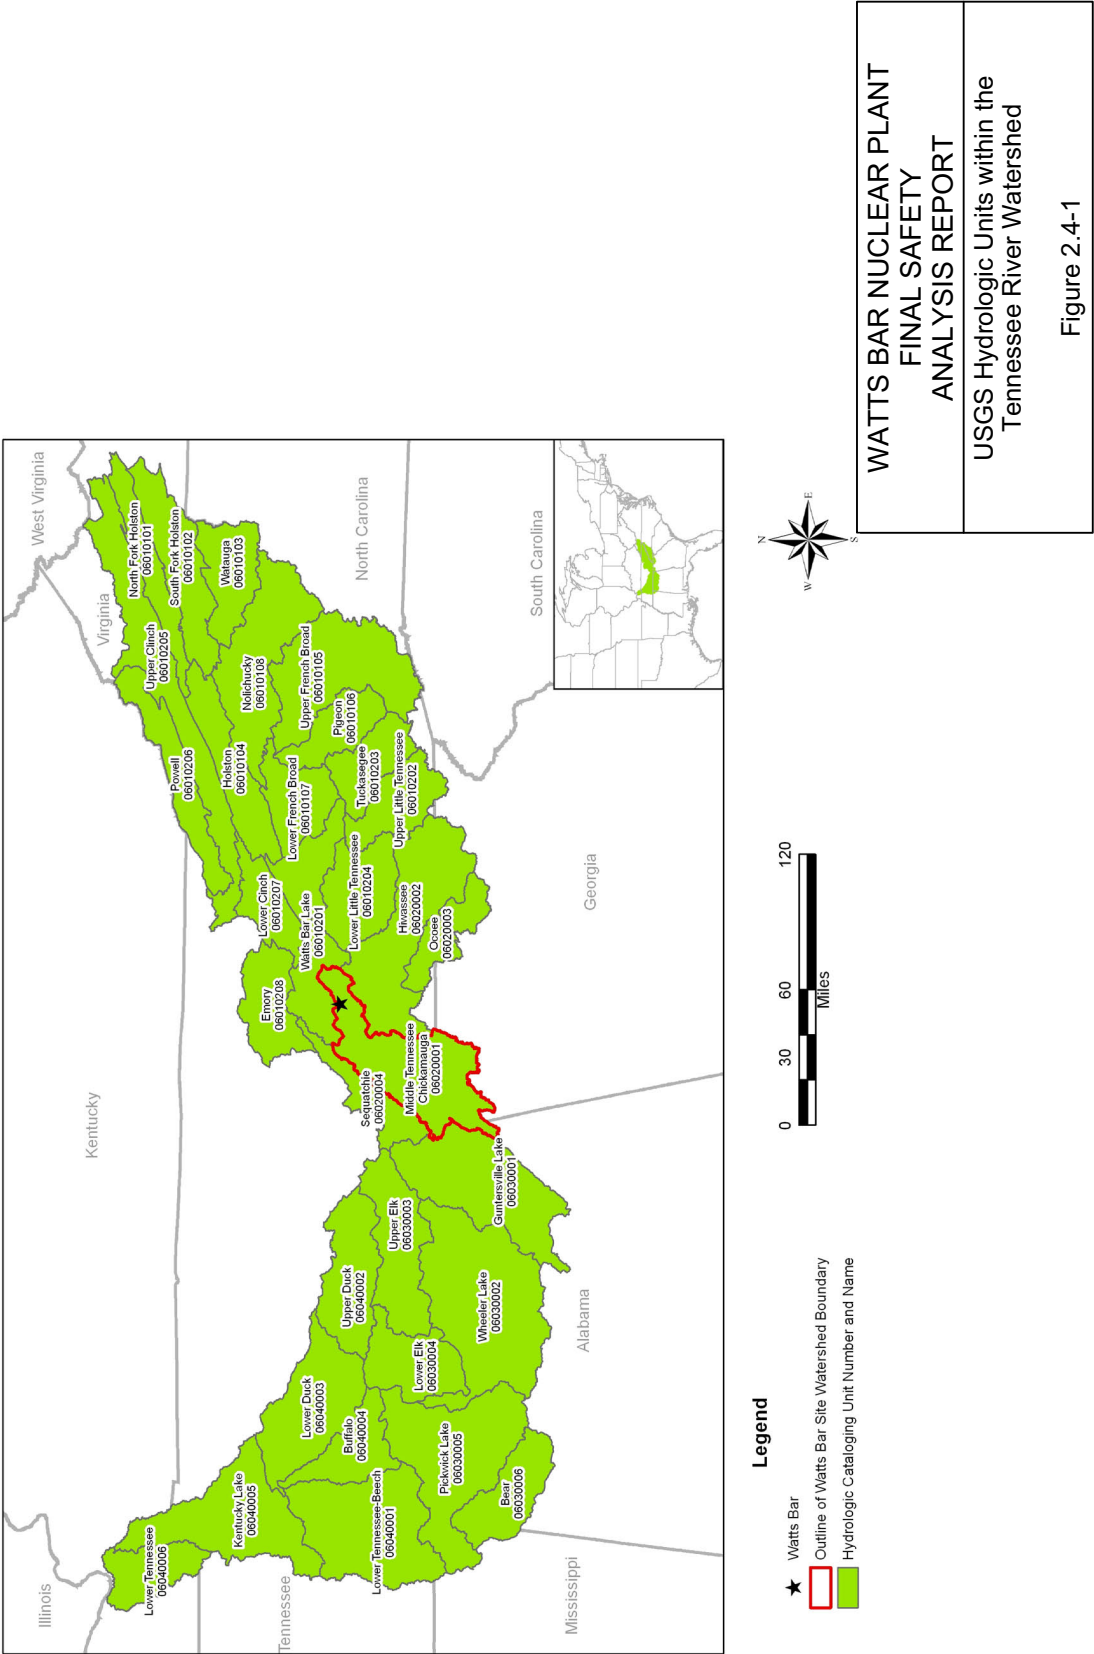 West Virginia
Virginia
North Carolina
South Carolina
Kentucky
Georgia
Illinois
Tennessee
Mississippi
Alabama
North Fork Holston
06010101
South Fork Holston
06010102
Watauga
06010103
Upper Clinch
06010205
Nolichucky
06010108
Upper French Broad
06010105
Pigeon
06010106
Powell
06010206
Holston
06010104
Lower French Broad
06010107
Tuckasegee
06010203
Upper Little Tennessee
06010202
Lower Cinch
06010207
Watts Bar Lake
06010201
Lower Little Tennessee
06010204
Hiwassee
06020002
Ocoee
06020003
Emory
06010208
Sequatchie
06020004
Middle Tennessee
Chickamauga
06020001
Guntersville Lake
06030001
Upper Elk
06030003
Upper Duck
06040002
Wheeler Lake
06030002
Lower Elk
06030004
Lower Duck
06040003
Buffalo
06040004
Pickwick Lake
06030005
Bear
06030006
Kentucky Lake
06040005
Lower Tennessee-Beech
06040001
Lower Tennessee
06040006
Legend
Watts Bar
Outline of Watts Bar Site Watershed Boundary
Hydrologic Cataloging Unit Number and Name
0 30 60 120
Miles
N
W E
S
WATTS BAR NUCLEAR PLANT
FINAL SAFETY
ANALYSIS REPORT
USGS Hydrologic Units within the
Tennessee River Watershed
Figure 2.4-1